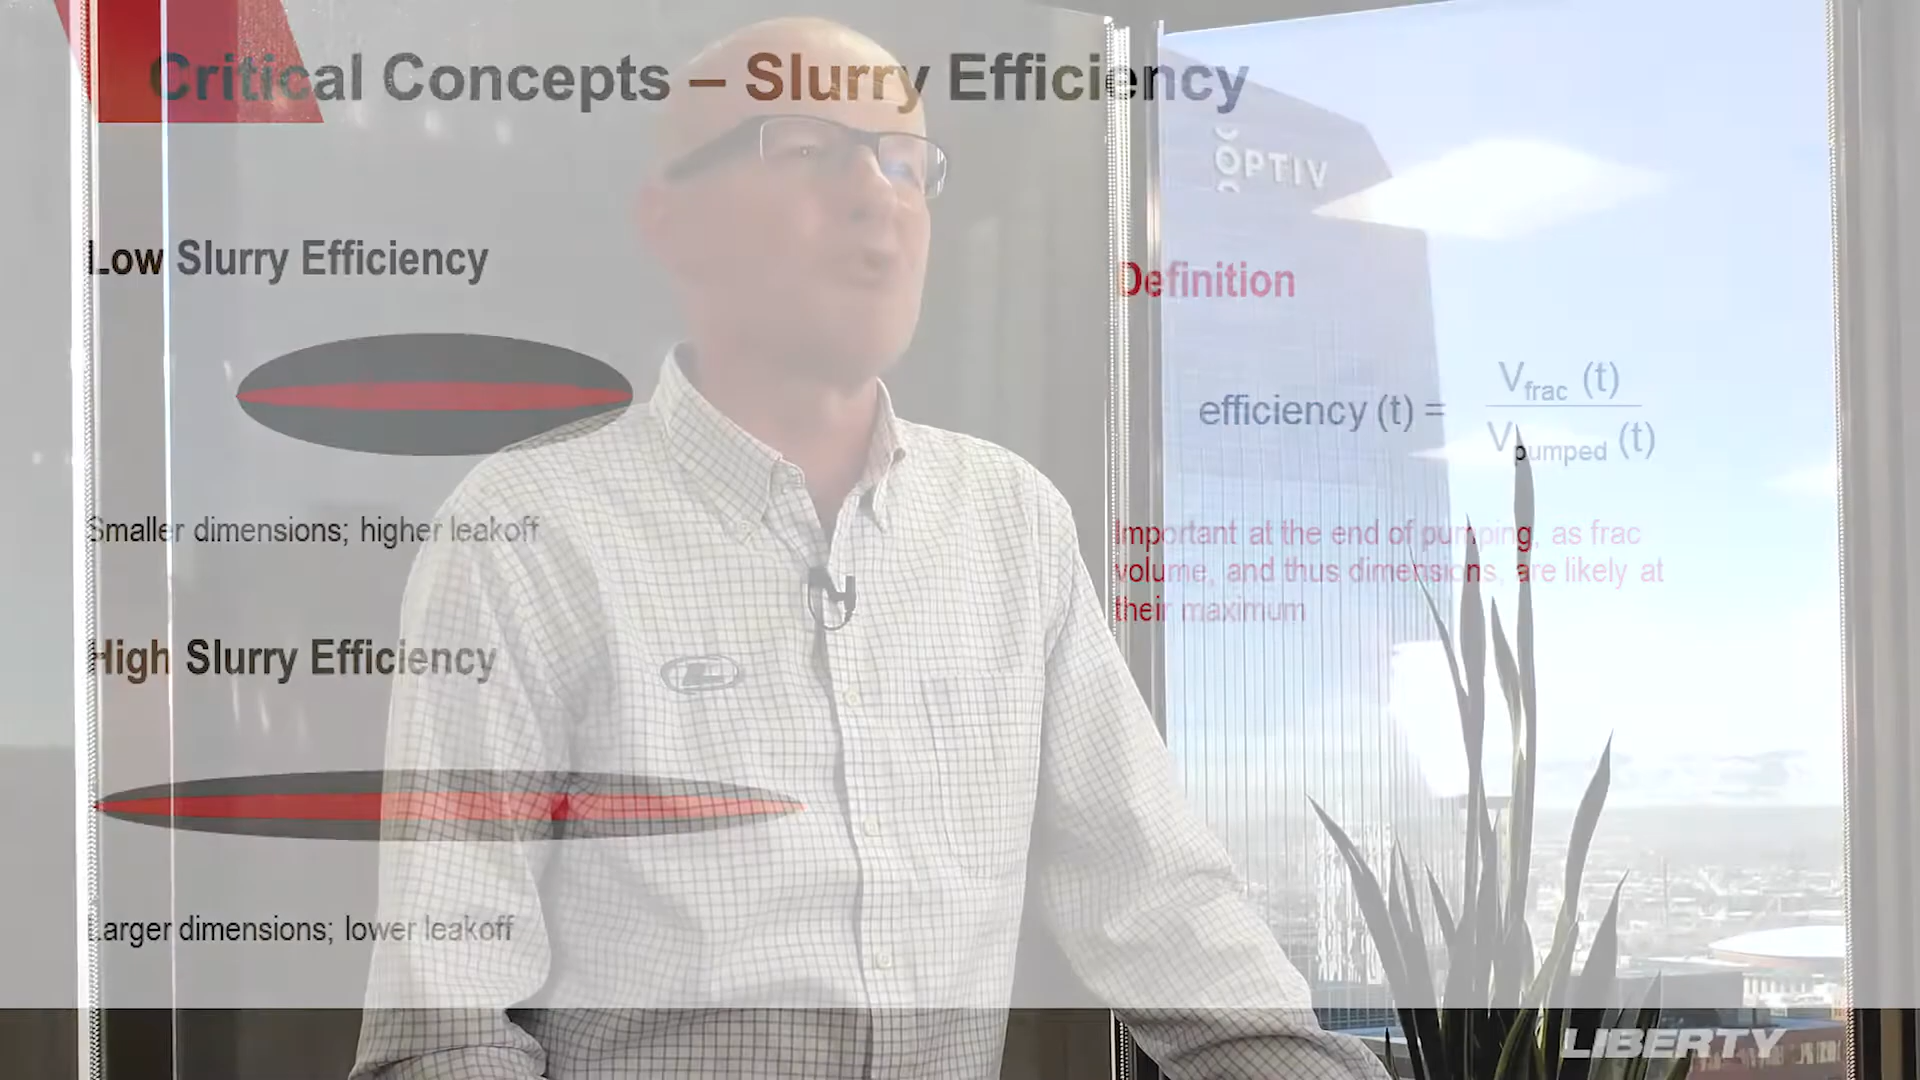 Critical Concepts – Slurry Efficiency
OPTIV
Low Slurry Efficiency
Definition
efficiency (t) = V_frac (t)
V_pumped (t)
Smaller dimensions; higher leakoff
Important at the end of pumping, as frac
volume, and thus dimensions, are likely at
their maximum
High Slurry Efficiency
Larger dimensions; lower leakoff
LIBERTY